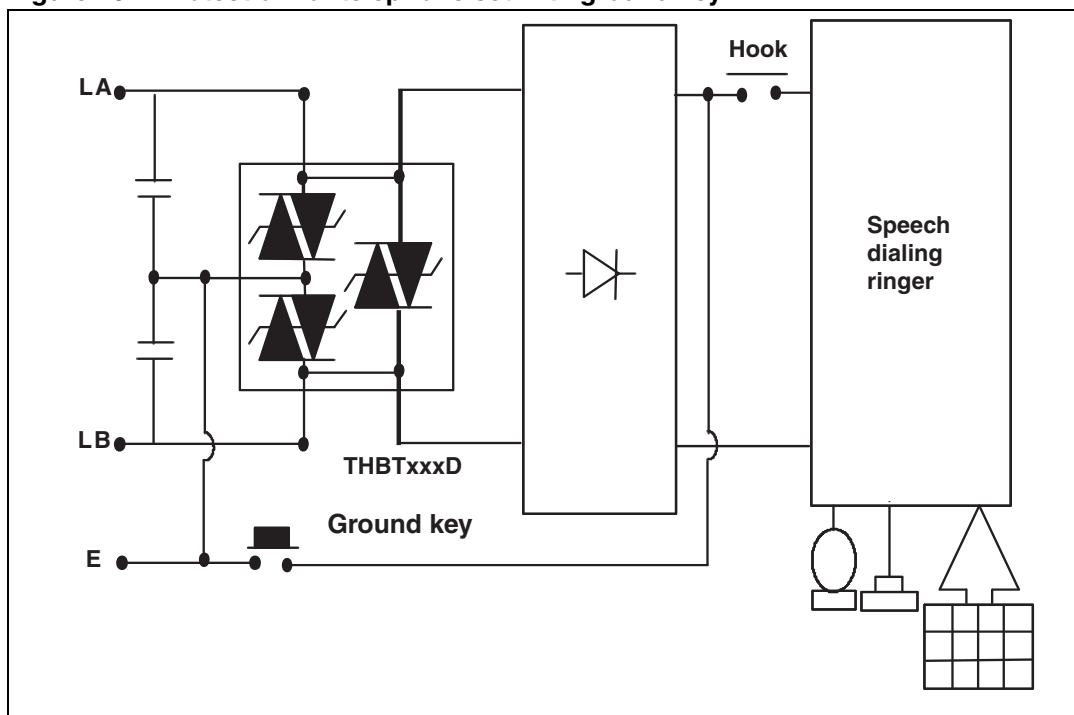 Hook
LA
Speech
dialing
ringer
LB
THBTxxxD
Ground key
E